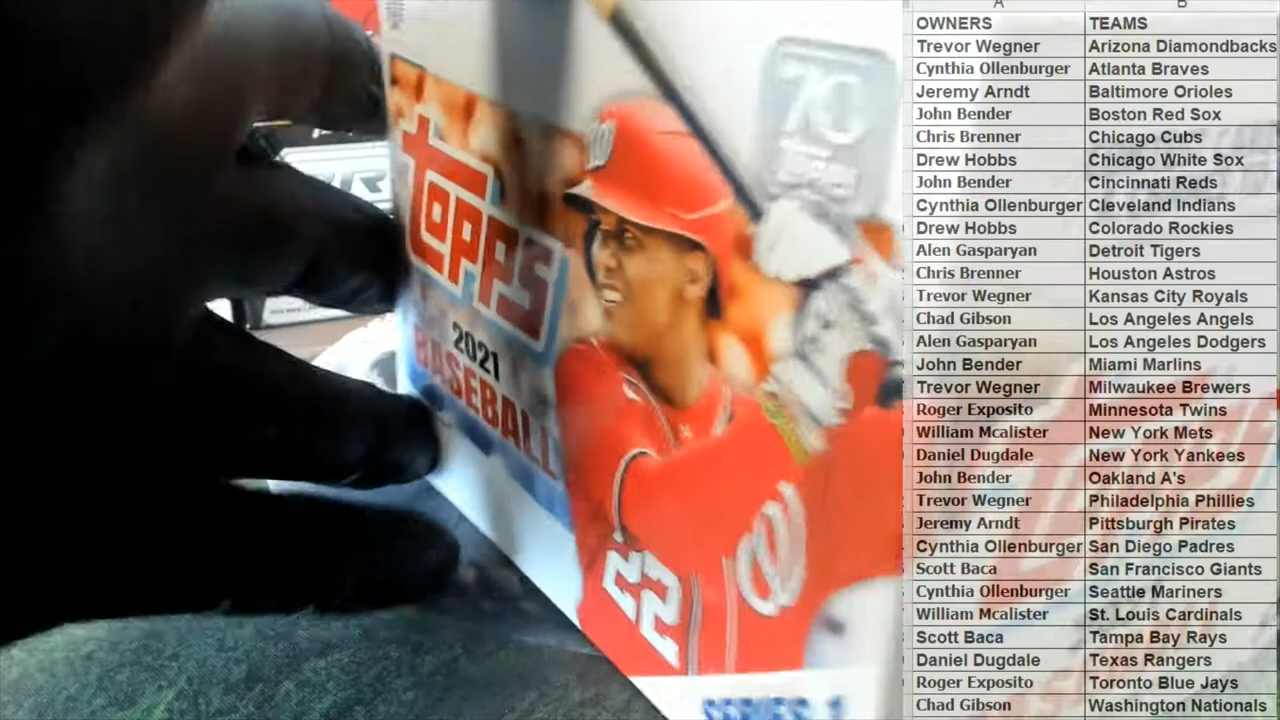 A B
OWNERS TEAMS
Trevor Wegner Arizona Diamondbacks
Cynthia Ollenburger Atlanta Braves
Jeremy Arndt Baltimore Orioles
John Bender Boston Red Sox
Chris Brenner Chicago Cubs
Drew Hobbs Chicago White Sox
John Bender Cincinnati Reds
Cynthia Ollenburger Cleveland Indians
Drew Hobbs Colorado Rockies
Alen Gasparyan Detroit Tigers
Chris Brenner Houston Astros
Trevor Wegner Kansas City Royals
Chad Gibson Los Angeles Angels
Alen Gasparyan Los Angeles Dodgers
John Bender Miami Marlins
Trevor Wegner Milwaukee Brewers
Roger Exposito Minnesota Twins
William Mcalister New York Mets
Daniel Dugdale New York Yankees
John Bender Oakland A's
Trevor Wegner Philadelphia Phillies
Jeremy Arndt Pittsburgh Pirates
Cynthia Ollenburger San Diego Padres
Scott Baca San Francisco Giants
Cynthia Ollenburger Seattle Mariners
William Mcalister St. Louis Cardinals
Scott Baca Tampa Bay Rays
Daniel Dugdale Texas Rangers
Roger Exposito Toronto Blue Jays
Chad Gibson Washington Nationals
70
topps
2021
BASEBALL
W
22
W
SERIES 1